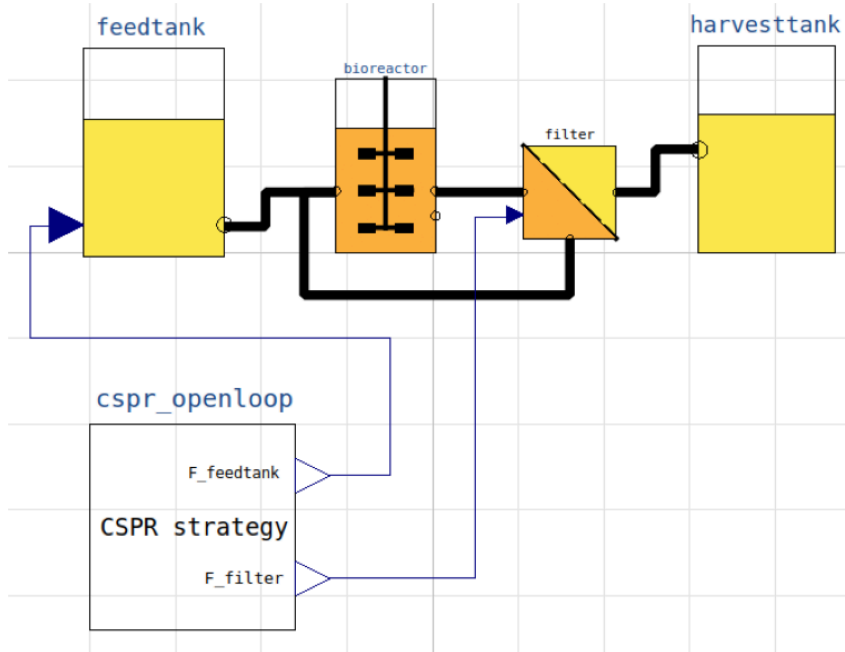 feedtank
harvesttank
bioreactor
filter
cspr_openloop
F_feedtank
CSPR strategy
F_filter